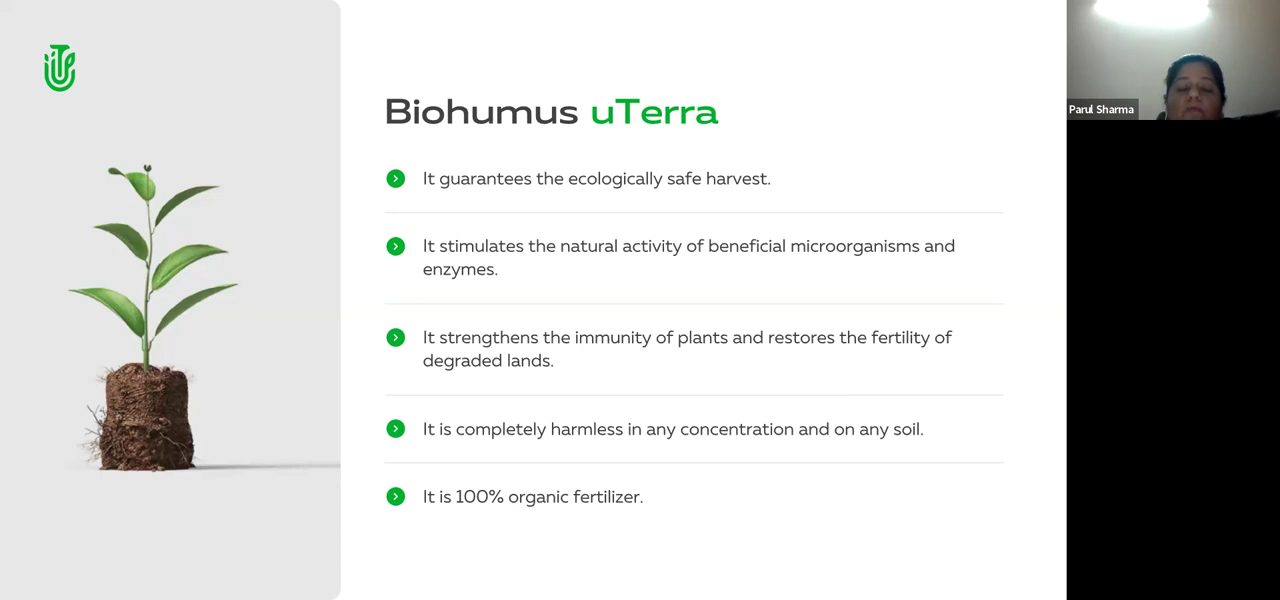 Biohumus uTerra
It guarantees the ecologically safe harvest.
It stimulates the natural activity of beneficial microorganisms and
enzymes.
It strengthens the immunity of plants and restores the fertility of
degraded lands.
It is completely harmless in any concentration and on any soil.
It is 100% organic fertilizer.
Parul Sharma